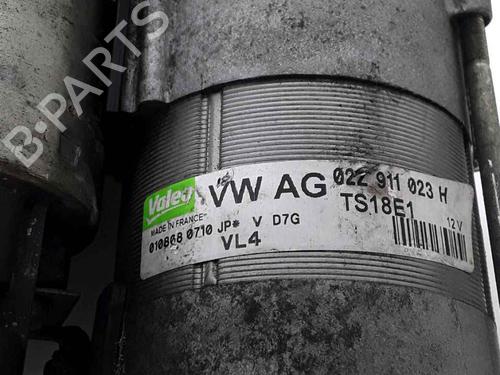 B-PARTS
Valeo
VW AG 022 911 023 H
MADE IN FRANCE
TS18E1
12V
010868 0710 JP* V D7G
VL4